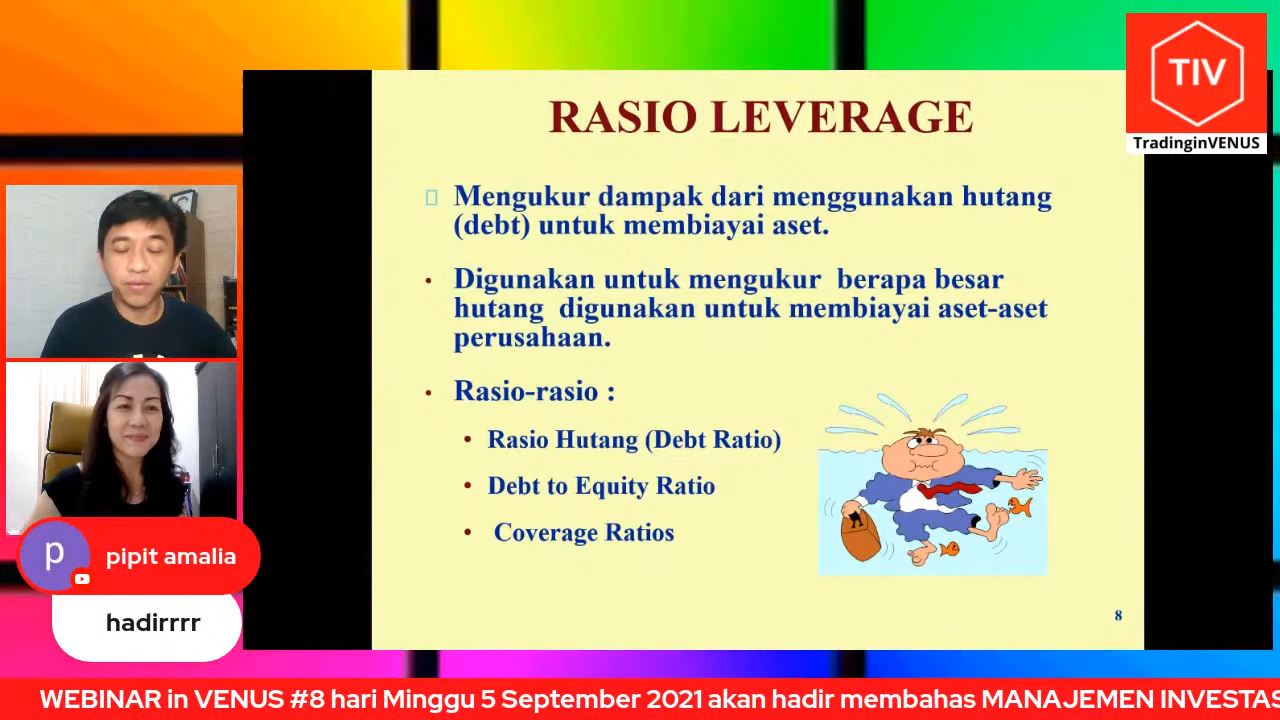 TIV
TradinginVENUS
RASIO LEVERAGE
Mengukur dampak dari menggunakan hutang
(debt) untuk membiayai aset.
• Digunakan untuk mengukur berapa besar
hutang digunakan untuk membiayai aset-aset
perusahaan.
• Rasio-rasio :
• Rasio Hutang (Debt Ratio)
• Debt to Equity Ratio
• Coverage Ratios
8
p
pipit amalia
hadirrrr
WEBINAR in VENUS #8 hari Minggu 5 September 2021 akan hadir membahas MANAJEMEN INVESTAS